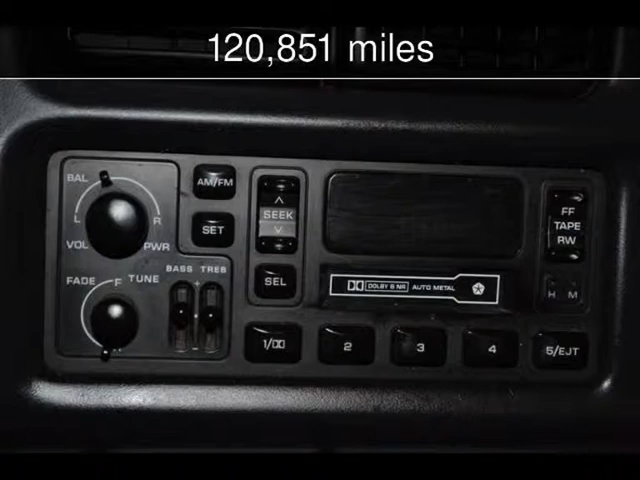 120,851 miles
BAL
L R
VOL PWR
FADE F TUNE
AM/FM
SET
BASS TREB
SEEK
SEL
FF
TAPE
RW
DOLBY B NR AUTO METAL
H M
1/
2
3
4
5/EJT